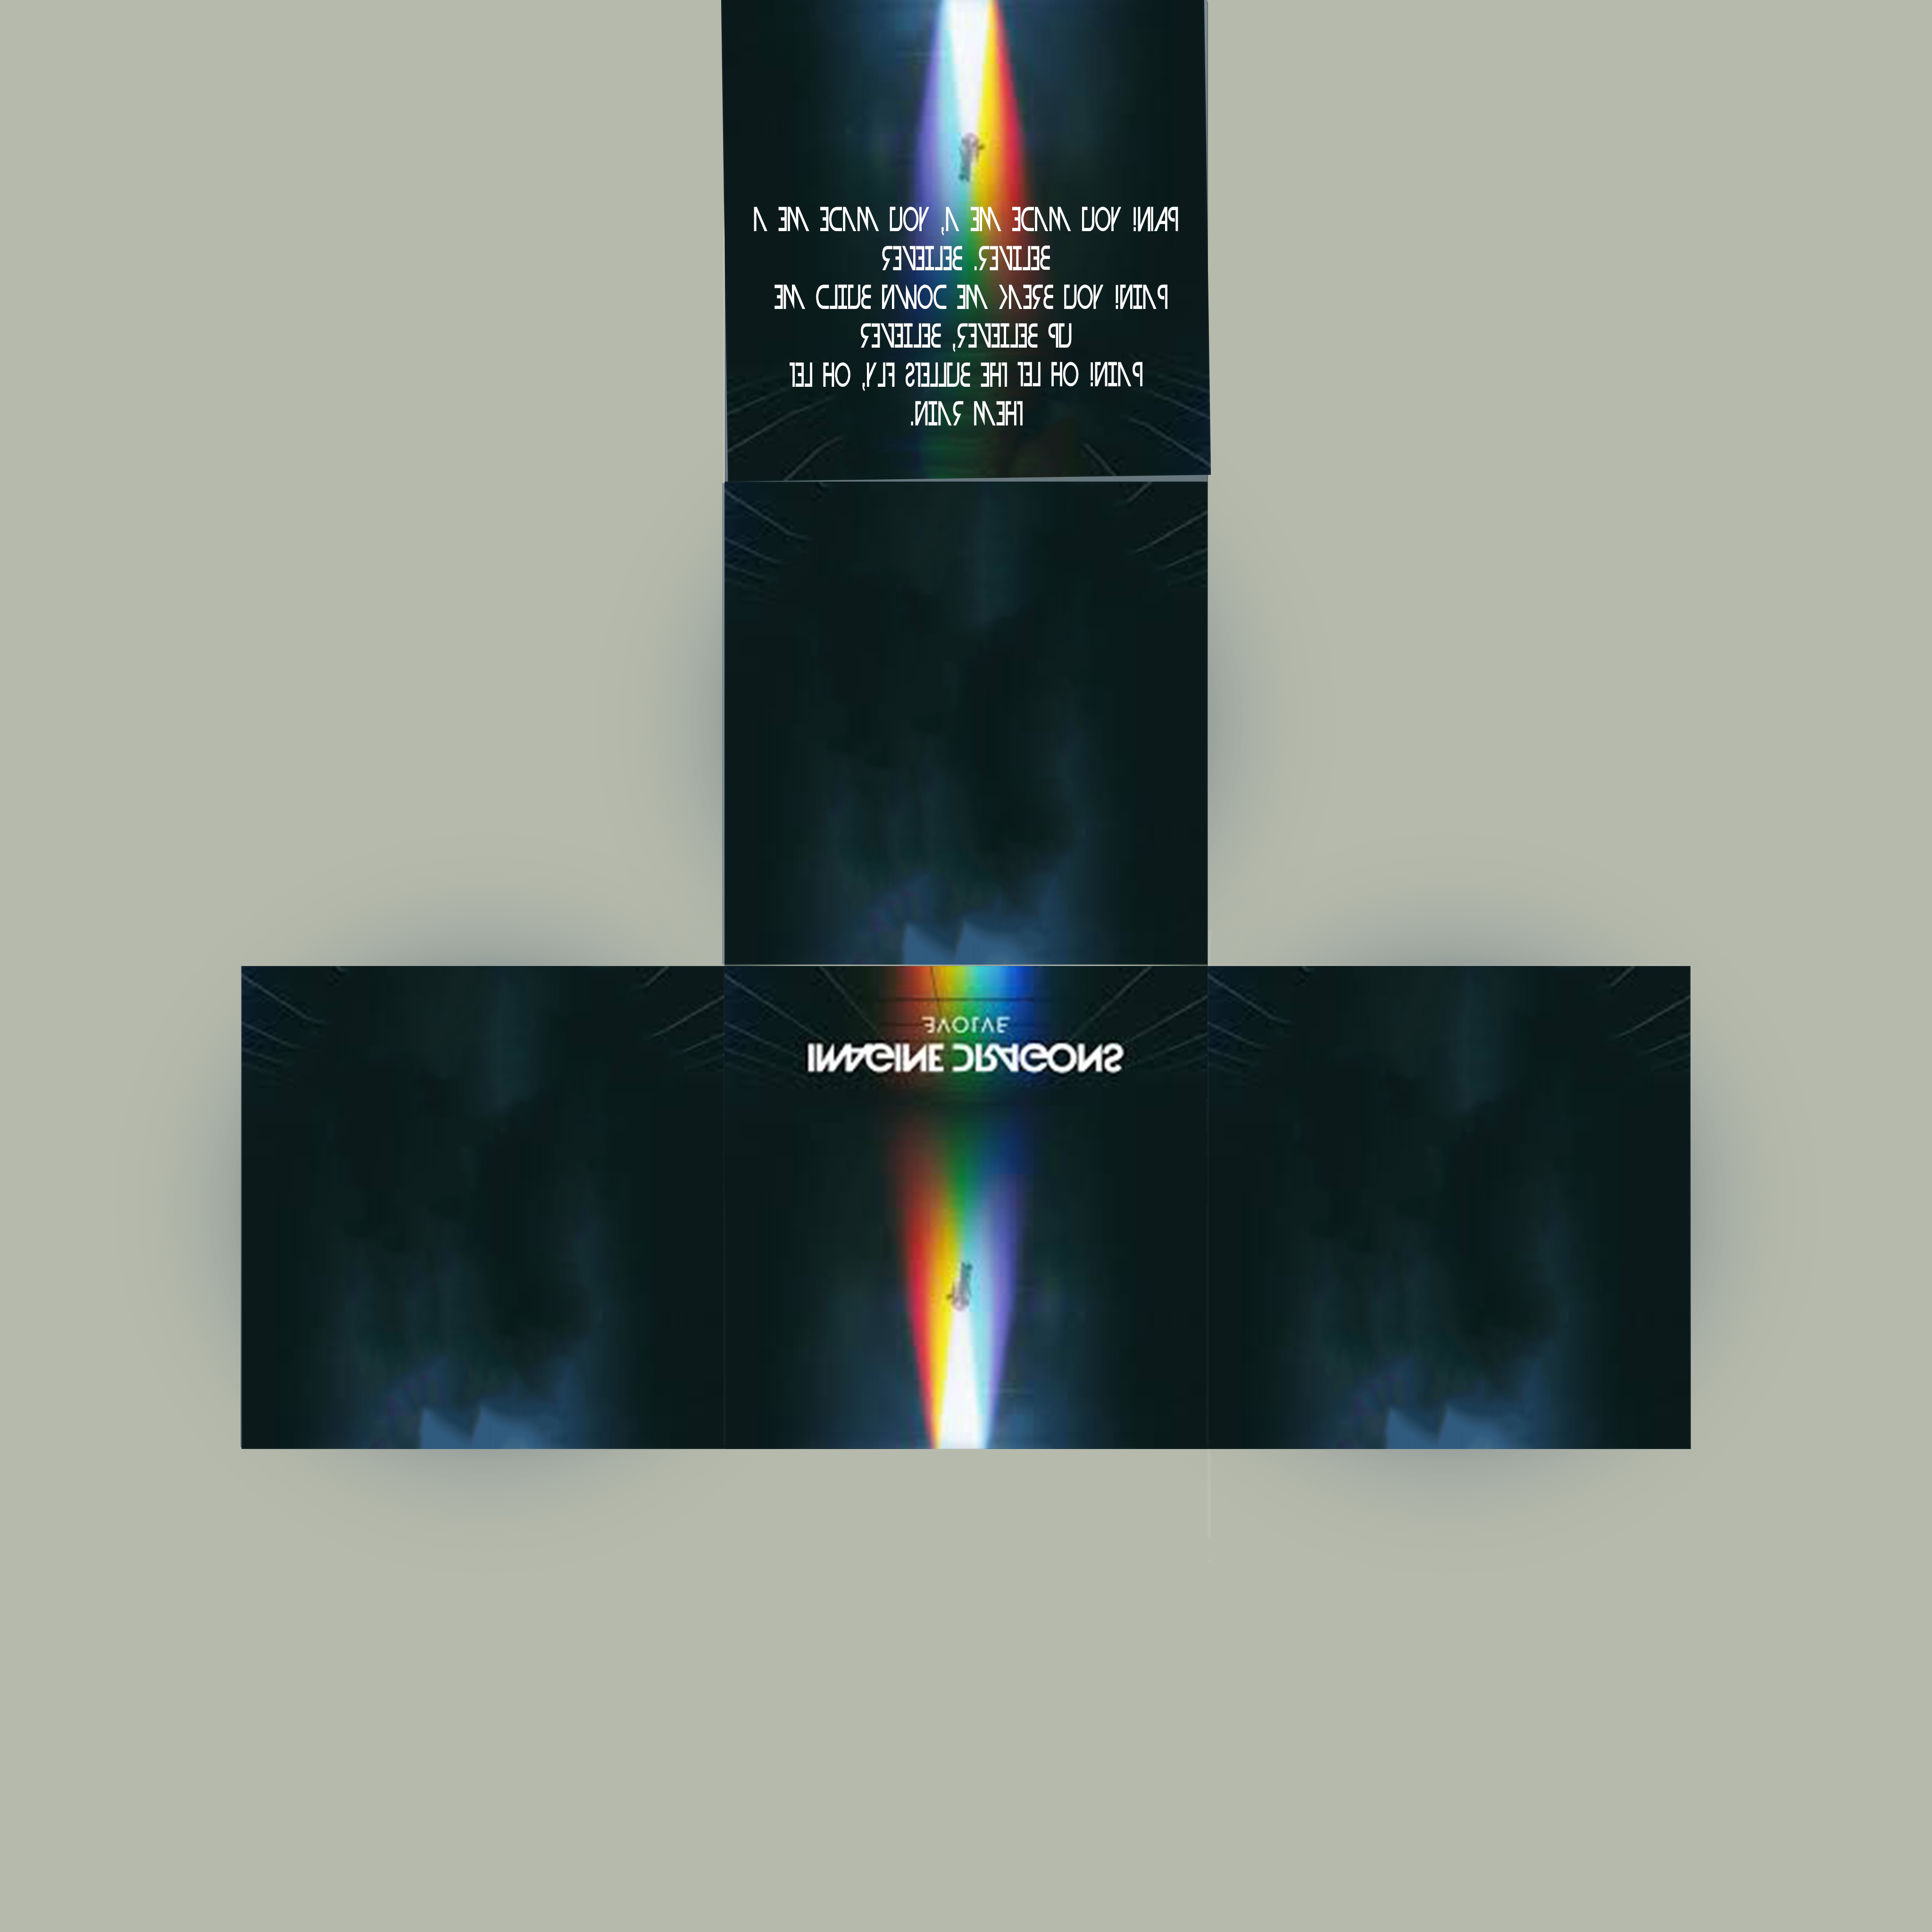 PAIN! YOU MADE ME A, YOU MADE ME A
BELIVER. BELIEVER
PAIN! YOU BREAK ME DOWN BUILD ME
UP BELIEVER, BELIEVER
PAIN! OH LET THE BULLETS FLY, OH LET
THEM RAIN.
IMAGINE DRAGONS
EVOLVE